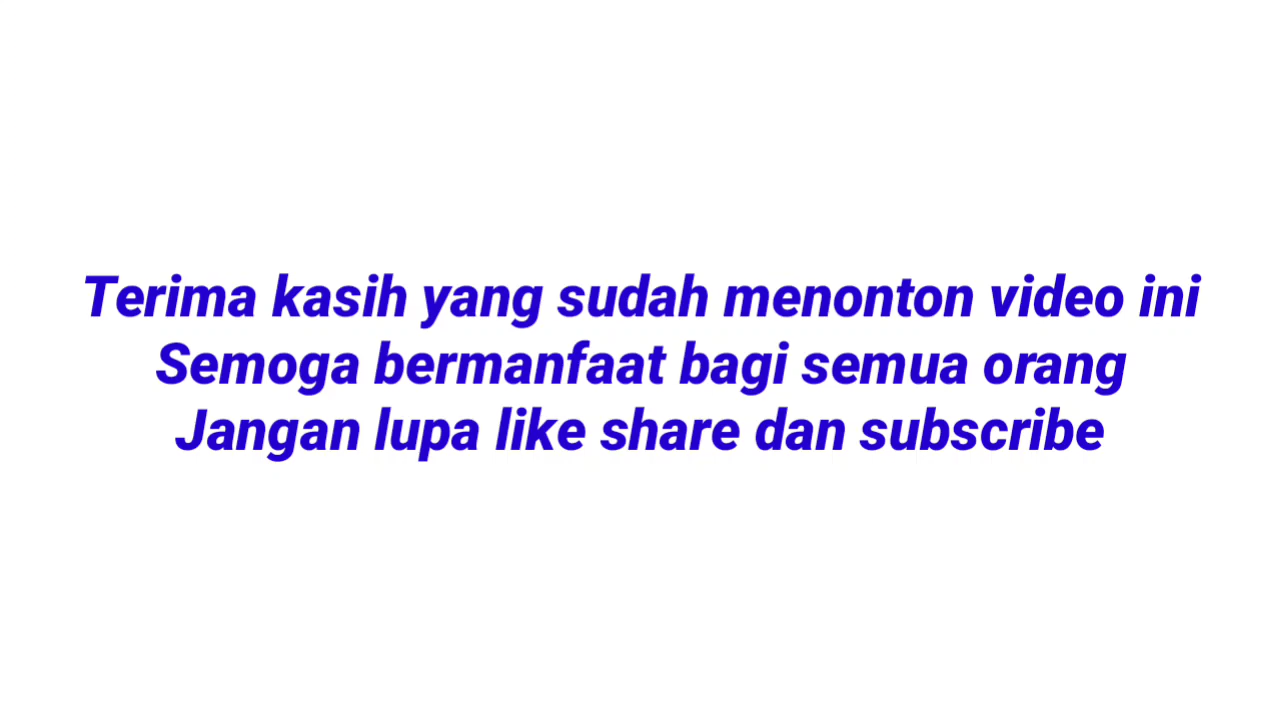 Terima kasih yang sudah menonton video ini
Semoga bermanfaat bagi semua orang
Jangan lupa like share dan subscribe